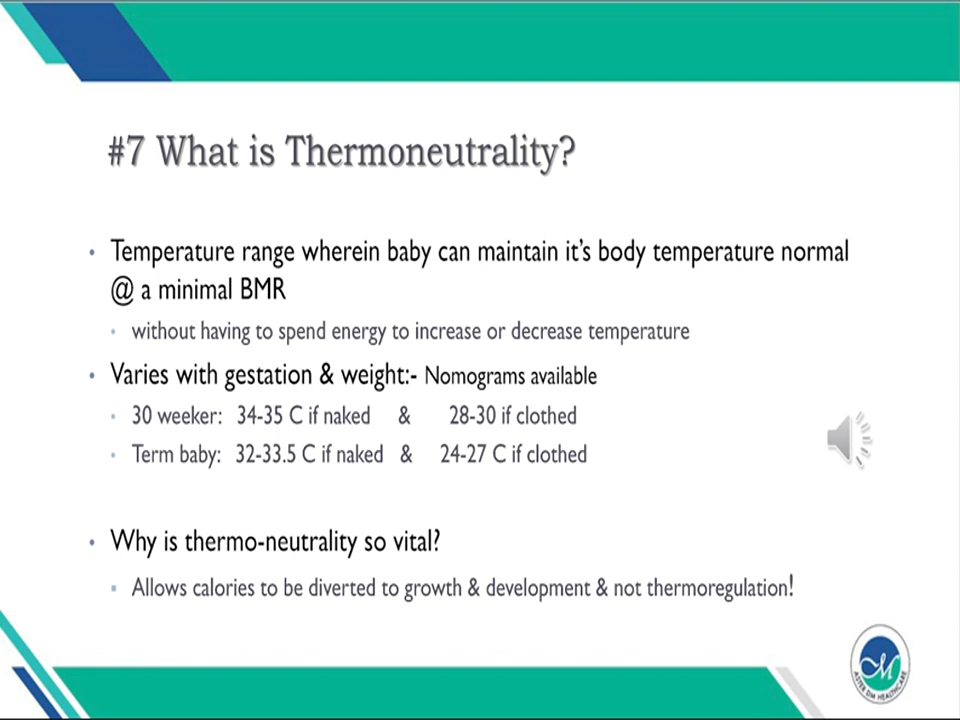 #7 What is Thermoneutrality?
Temperature range wherein baby can maintain it’s body temperature normal
@ a minimal BMR
without having to spend energy to increase or decrease temperature
Varies with gestation & weight:- Nomograms available
30 weeker: 34-35 C if naked & 28-30 if clothed
Term baby: 32-33.5 C if naked & 24-27 C if clothed
Why is thermo-neutrality so vital?
Allows calories to be diverted to growth & development & not thermoregulation!
ASTER DM HEALTHCARE